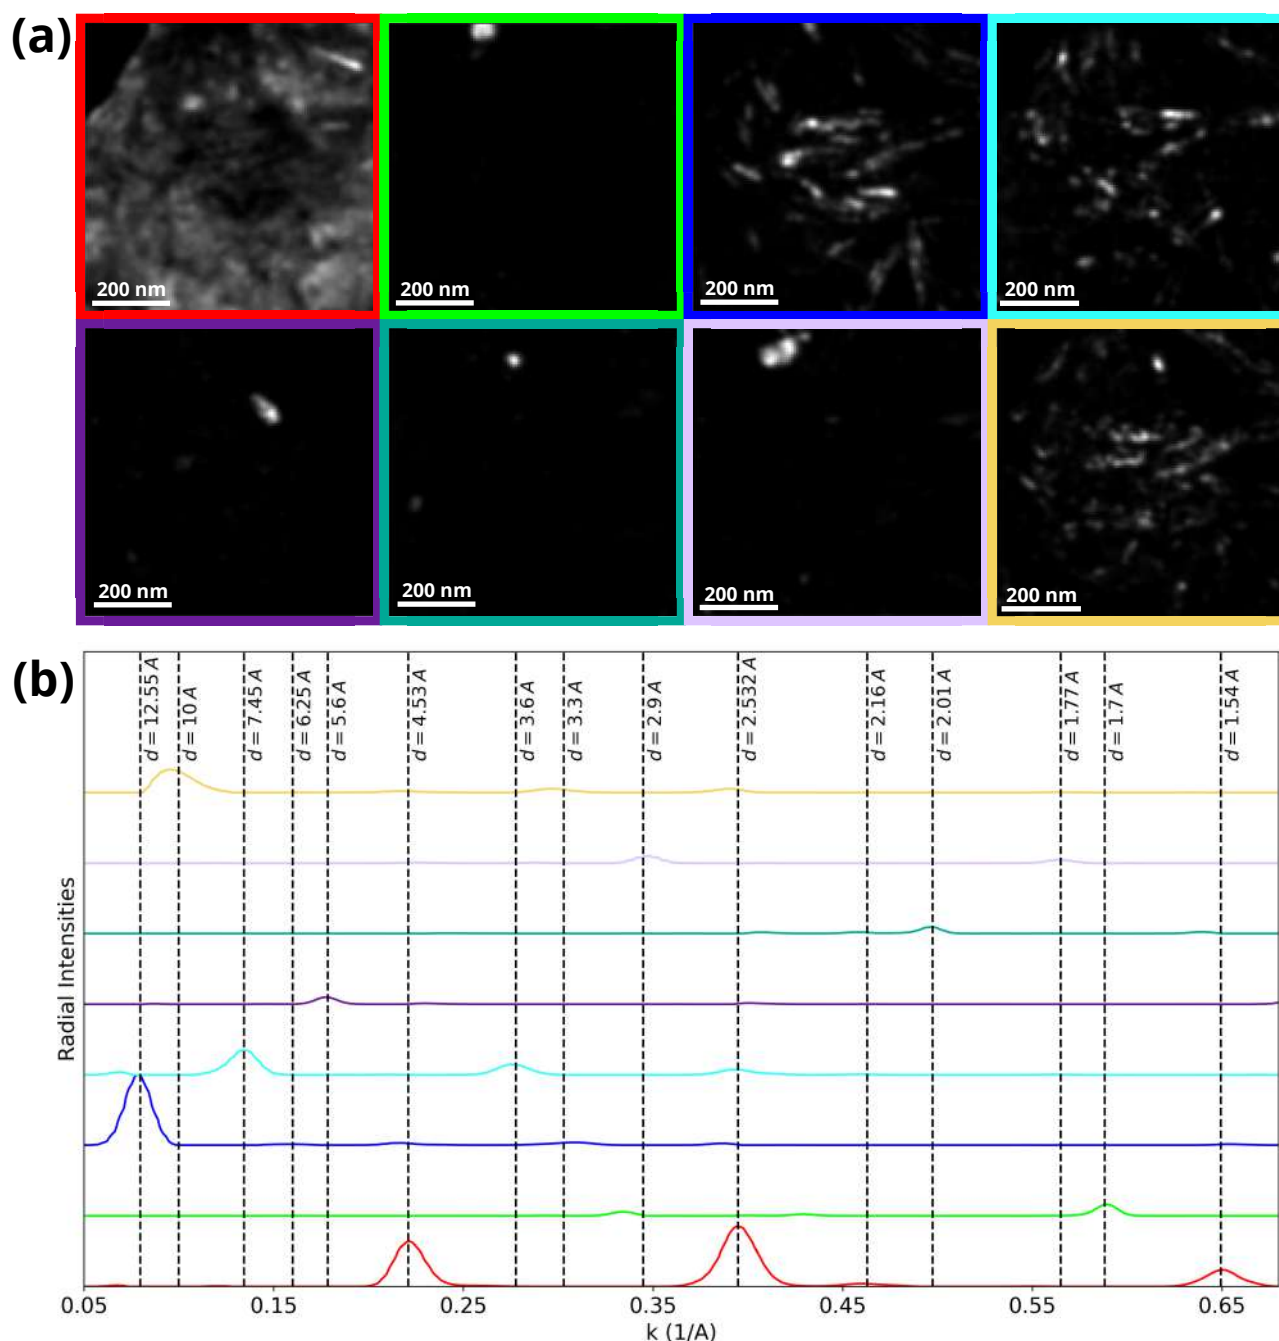 (a)
200 nm
200 nm
200 nm
200 nm
200 nm
200 nm
200 nm
200 nm
(b)
d = 12.55 A
d = 10 A
d = 7.45 A
d = 6.25 A
d = 5.6 A
d = 4.53 A
d = 3.6 A
d = 3.3 A
d = 2.9 A
d = 2.532 A
d = 2.16 A
d = 2.01 A
d = 1.77 A
d = 1.7 A
d = 1.54 A
Radial Intensities
0.05
0.15
0.25
0.35
0.45
0.55
0.65
k (1/A)